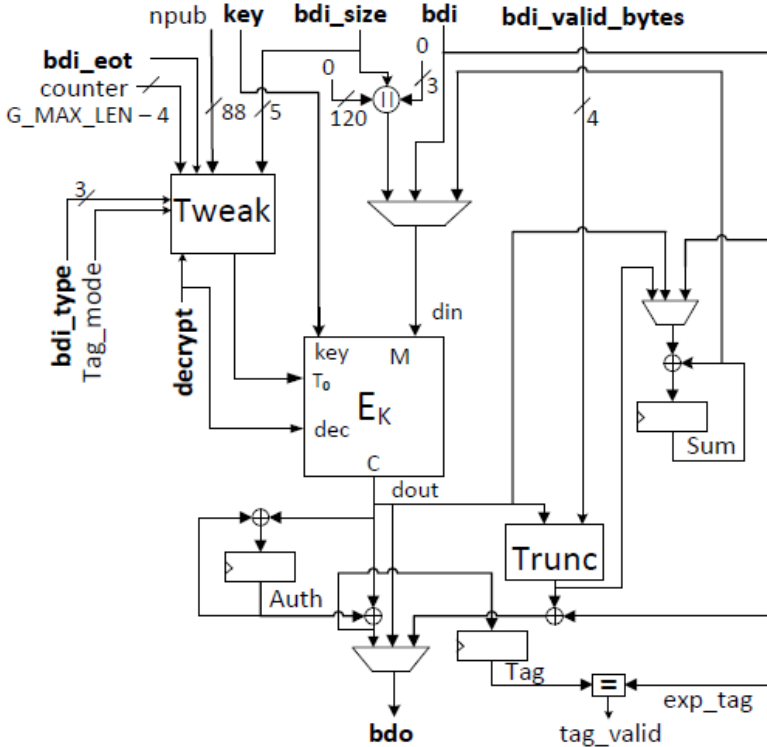 npub
key
bdi_size
bdi
bdi_valid_bytes
bdi_eot
counter
G_MAX_LEN – 4
0
0
88
5
120
||
3
4
3
Tweak
bdi_type
Tag_mode
decrypt
din
key
M
T₀
E_K
dec
C
dout
Sum
Trunc
Auth
Tag
=
exp_tag
bdo
tag_valid